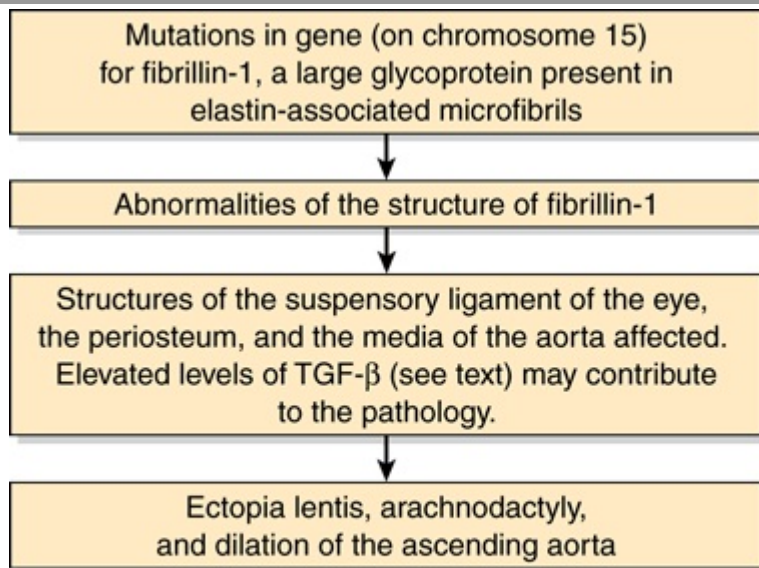 Mutations in gene (on chromosome 15)
for fibrillin-1, a large glycoprotein present in
elastin-associated microfibrils
Abnormalities of the structure of fibrillin-1
Structures of the suspensory ligament of the eye,
the periosteum, and the media of the aorta affected.
Elevated levels of TGF-β (see text) may contribute
to the pathology.
Ectopia lentis, arachnodactyly,
and dilation of the ascending aorta